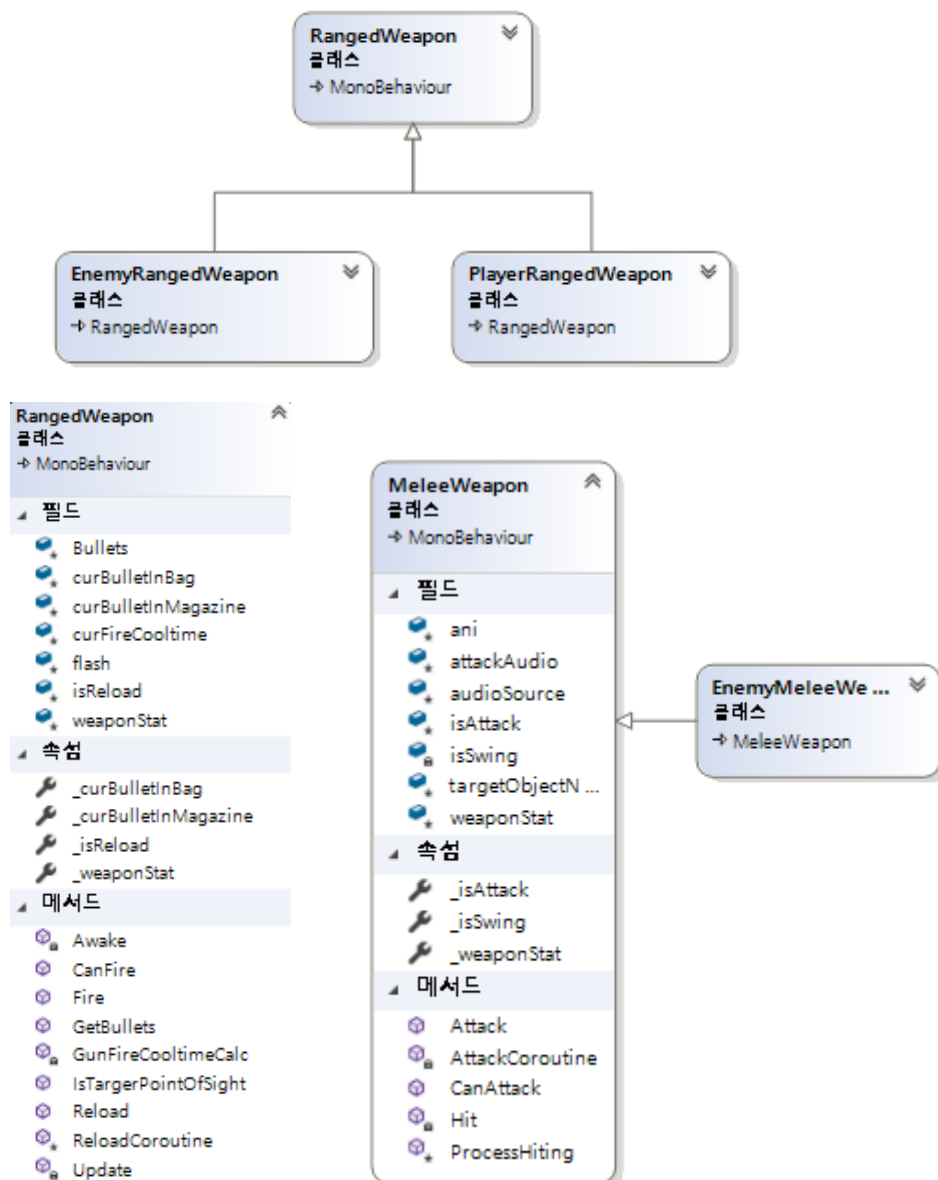 RangedWeapon
클래스
MonoBehaviour
EnemyRangedWeapon
클래스
RangedWeapon
PlayerRangedWeapon
클래스
RangedWeapon
RangedWeapon
클래스
MonoBehaviour
필드
Bullets
curBulletInBag
curBulletInMagazine
curFireCooltime
flash
isReload
weaponStat
속성
_curBulletInBag
_curBulletInMagazine
_isReload
_weaponStat
메서드
Awake
CanFire
Fire
GetBullets
GunFireCooltimeCalc
IsTargerPointOfSight
Reload
ReloadCoroutine
Update
MeleeWeapon
클래스
MonoBehaviour
필드
ani
attackAudio
audioSource
isAttack
isSwing
targetObjectN ...
weaponStat
속성
_isAttack
_isSwing
_weaponStat
메서드
Attack
AttackCoroutine
CanAttack
Hit
ProcessHiting
EnemyMeleeWe ...
클래스
MeleeWeapon